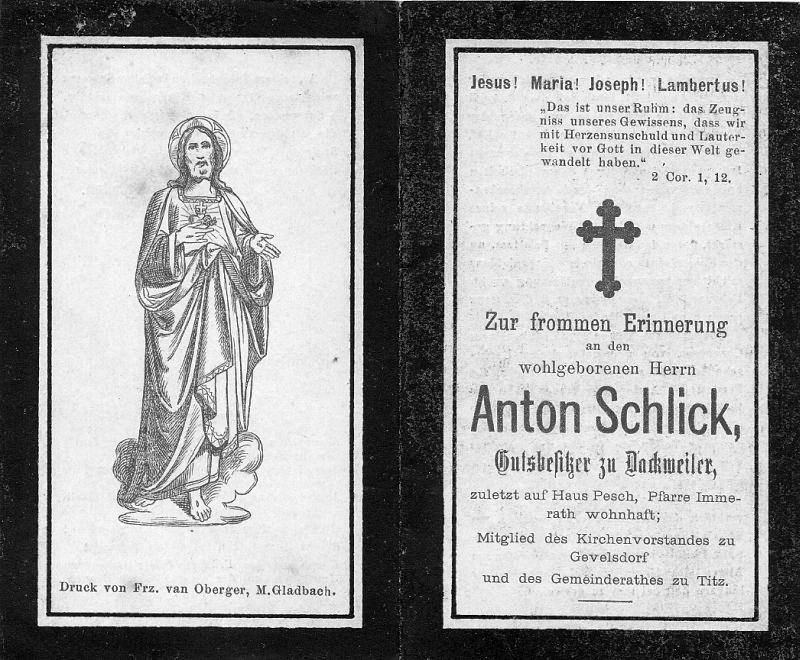 Druck von Frz. van Oberger, M.Gladbach.
Jesus! Maria! Joseph! Lambertus!
„Das ist unser Ruhm: das Zeug-
niss unseres Gewissens, dass wir
mit Herzensunschuld und Lauter-
keit vor Gott in dieser Welt ge-
wandelt haben.“
2 Cor. 1, 12.
Zur frommen Erinnerung
an den
wohlgeborenen Herrn
Anton Schlick,
Gutsbesitzer zu Dackweiler,
zuletzt auf Haus Pesch, Pfarre Imme-
rath wohnhaft;
Mitglied des Kirchenvorstandes zu
Gevelsdorf
und des Gemeinderathes zu Titz.